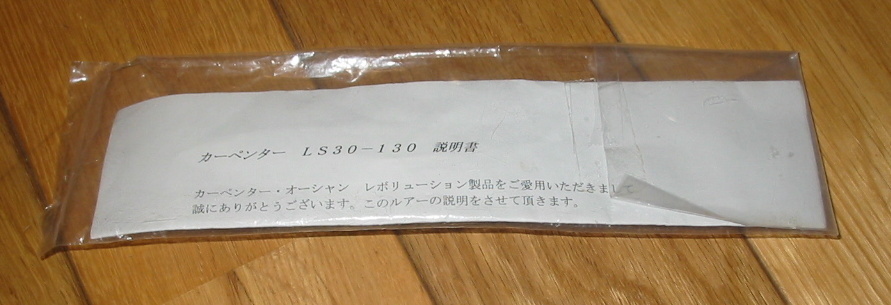 カーペンター　ＬＳ３０－１３０　説明書
カーペンター・オーシャン　レボリューション製品をご愛用いただきまして
誠にありがとうございます。このルアーの説明をさせて頂きます。